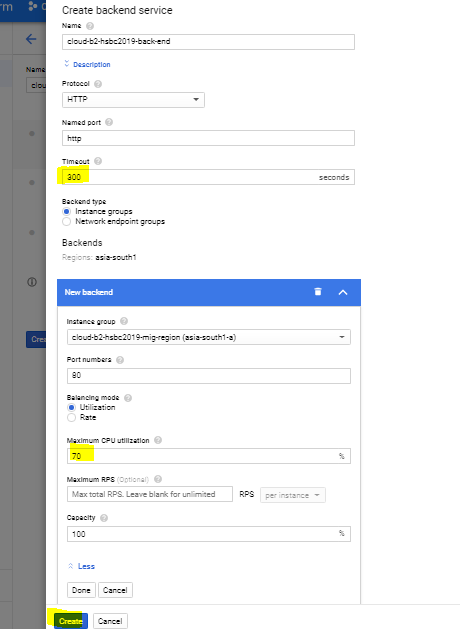 rm
Create backend service
Name
cloud-b2-hsbc2019-back-end
Description
Protocol
HTTP
Named port
http
Timeout
300 seconds
Backend type
Instance groups
Network endpoint groups
Backends
Regions: asia-south1
New backend
Instance group
cloud-b2-hsbc2019-mig-region (asia-south1-a)
Port numbers
80
Balancing mode
Utilization
Rate
Maximum CPU utilization
70 %
Maximum RPS (Optional)
Max total RPS. Leave blank for unlimited RPS per instance
Capacity
100 %
Less
Done Cancel
Create Cancel
Name
clou
Crea